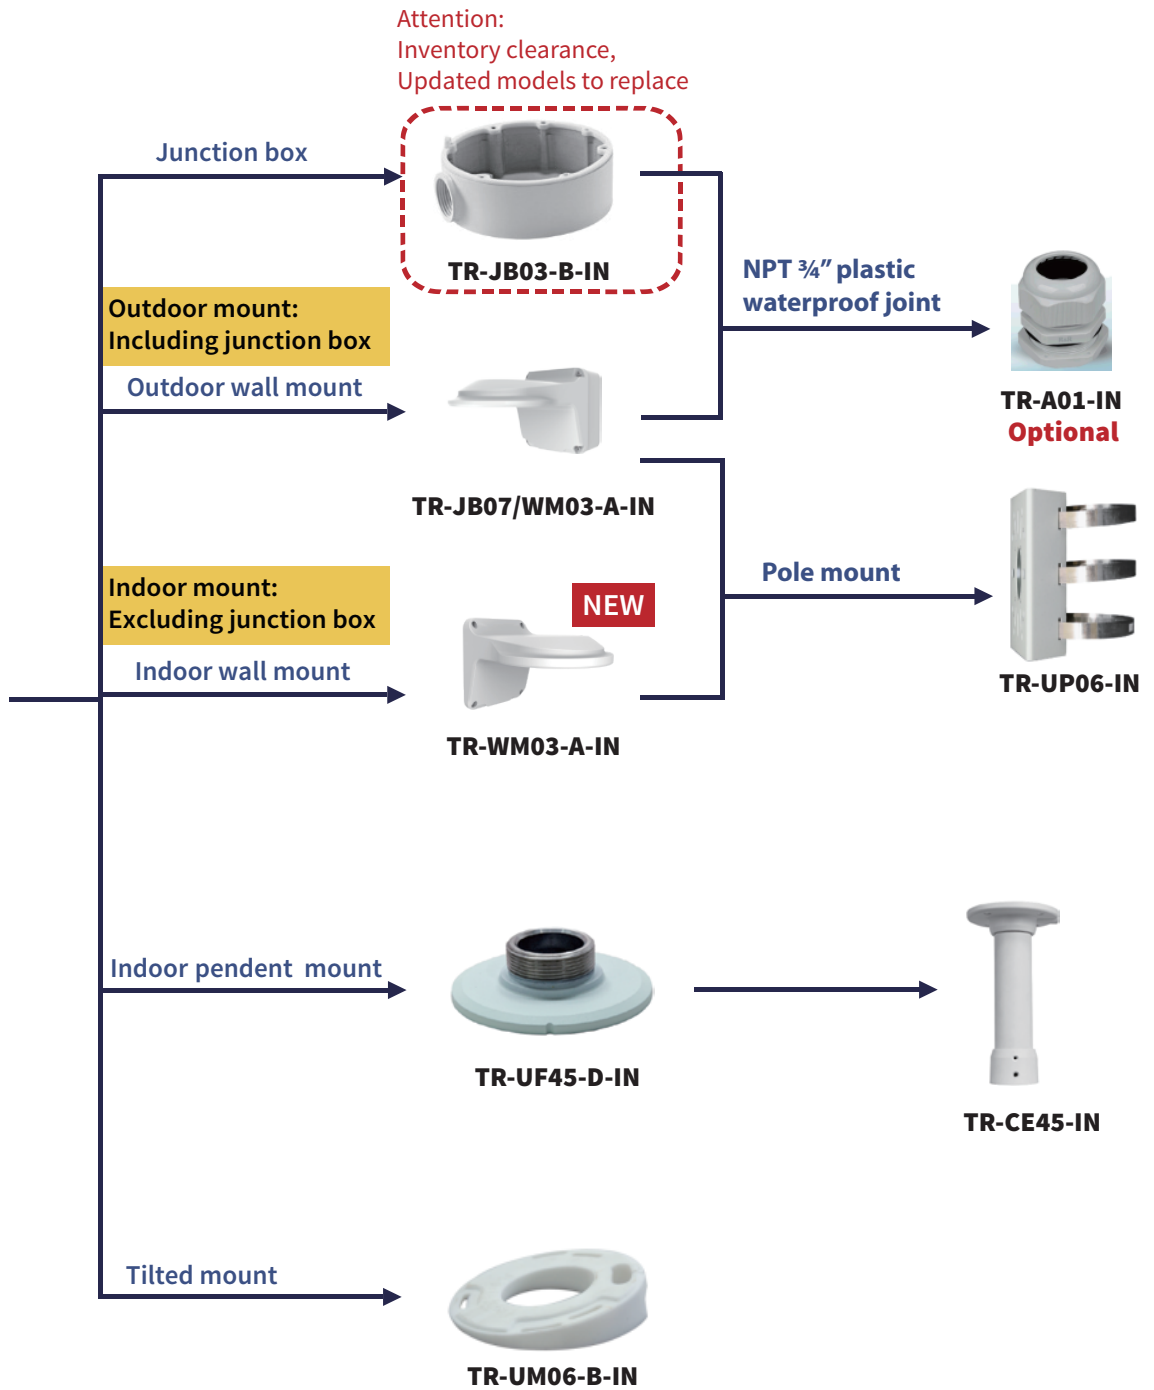 Attention:
Inventory clearance,
Updated models to replace
Junction box
TR-JB03-B-IN
NPT ¾” plastic
waterproof joint
TR-A01-IN
Optional
Outdoor mount:
Including junction box
Outdoor wall mount
TR-JB07/WM03-A-IN
Pole mount
TR-UP06-IN
Indoor mount:
Excluding junction box
NEW
Indoor wall mount
TR-WM03-A-IN
Indoor pendent mount
TR-UF45-D-IN
TR-CE45-IN
Tilted mount
TR-UM06-B-IN